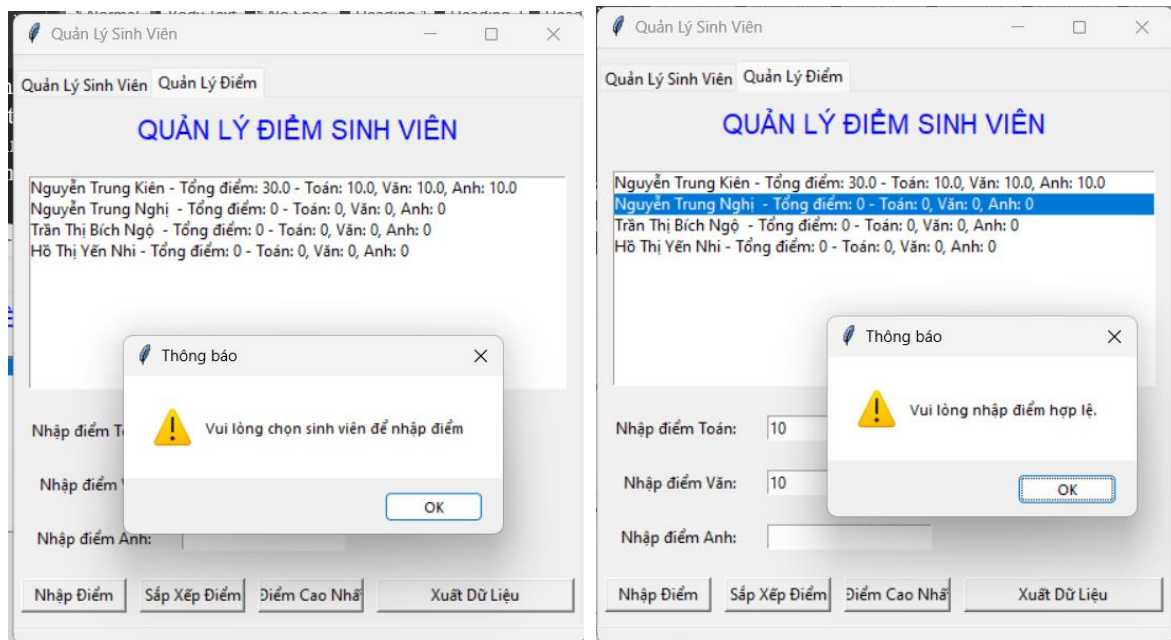 Quản Lý Sinh Viên
Quản Lý Sinh Viên Quản Lý Điểm
QUẢN LÝ ĐIỂM SINH VIÊN
Nguyễn Trung Kiên - Tổng điểm: 30.0 - Toán: 10.0, Văn: 10.0, Anh: 10.0
Nguyễn Trung Nghị - Tổng điểm: 0 - Toán: 0, Văn: 0, Anh: 0
Trần Thị Bích Ngộ - Tổng điểm: 0 - Toán: 0, Văn: 0, Anh: 0
Hồ Thị Yến Nhi - Tổng điểm: 0 - Toán: 0, Văn: 0, Anh: 0
Thông báo
Vui lòng chọn sinh viên để nhập điểm
OK
Nhập điểm
Nhập điểm
Nhập điểm Anh:
Nhập Điểm Sắp Xếp Điểm Điểm Cao Nhấ Xuất Dữ Liệu
Quản Lý Sinh Viên
Quản Lý Sinh Viên Quản Lý Điểm
QUẢN LÝ ĐIỂM SINH VIÊN
Nguyễn Trung Kiên - Tổng điểm: 30.0 - Toán: 10.0, Văn: 10.0, Anh: 10.0
Nguyễn Trung Nghị - Tổng điểm: 0 - Toán: 0, Văn: 0, Anh: 0
Trần Thị Bích Ngộ - Tổng điểm: 0 - Toán: 0, Văn: 0, Anh: 0
Hồ Thị Yến Nhi - Tổng điểm: 0 - Toán: 0, Văn: 0, Anh: 0
Thông báo
Vui lòng nhập điểm hợp lệ.
OK
Nhập điểm Toán: 10
Nhập điểm Văn: 10
Nhập điểm Anh:
Nhập Điểm Sắp Xếp Điểm Điểm Cao Nhấ Xuất Dữ Liệu